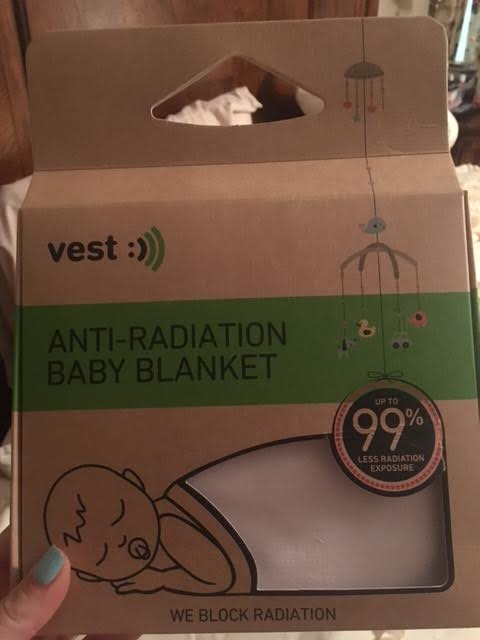 vest :)))
ANTI-RADIATION
BABY BLANKET
UP TO
99%
LESS RADIATION
EXPOSURE
WE BLOCK RADIATION